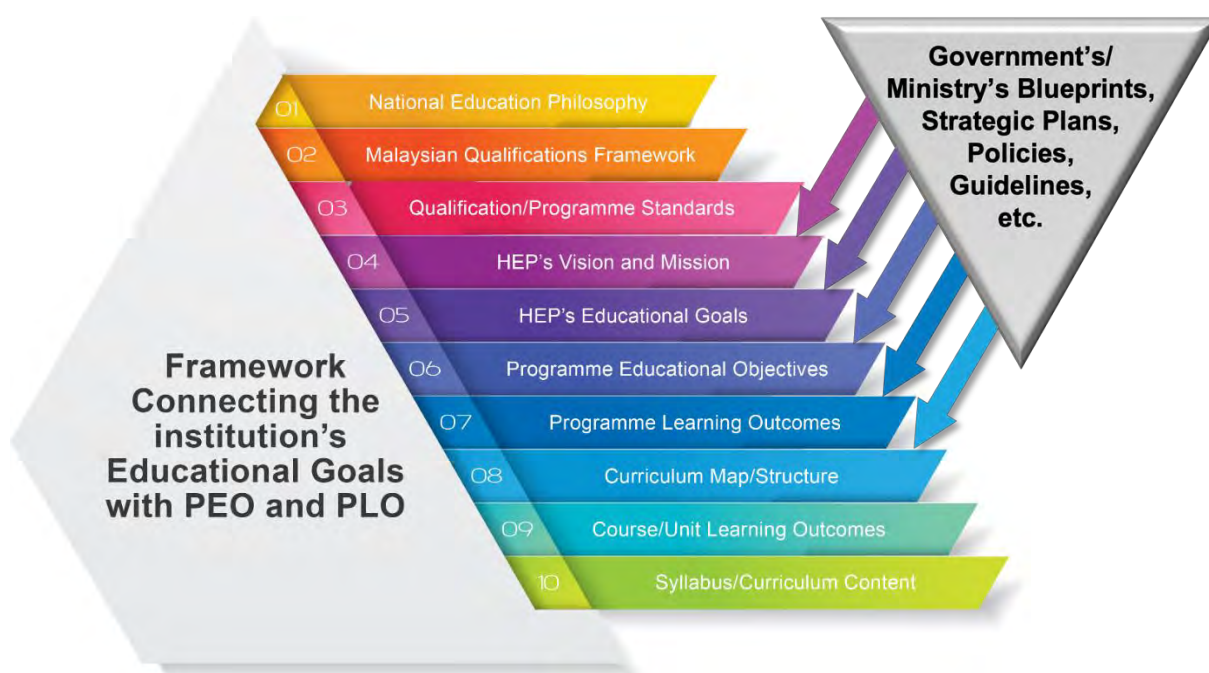 Framework
Connecting the
institution's
Educational Goals
with PEO and PLO
01 National Education Philosophy
02 Malaysian Qualifications Framework
03 Qualification/Programme Standards
04 HEP's Vision and Mission
05 HEP's Educational Goals
06 Programme Educational Objectives
07 Programme Learning Outcomes
08 Curriculum Map/Structure
09 Course/Unit Learning Outcomes
10 Syllabus/Curriculum Content
Government's/
Ministry's Blueprints,
Strategic Plans,
Policies,
Guidelines,
etc.